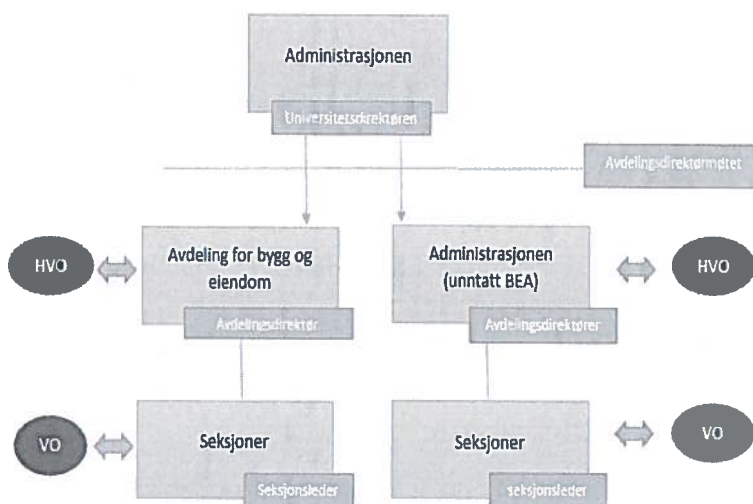 Administrasjonen
Universitetsdirektøren
Avdelingsdirektørmøtet
HVO
Avdeling for bygg og
eiendom
Avdelingsdirektør
Administrasjonen
(unntatt BEA)
Avdelingsdirektører
HVO
VO
Seksjoner
Seksjonsleder
Seksjoner
seksjonsleder
VO